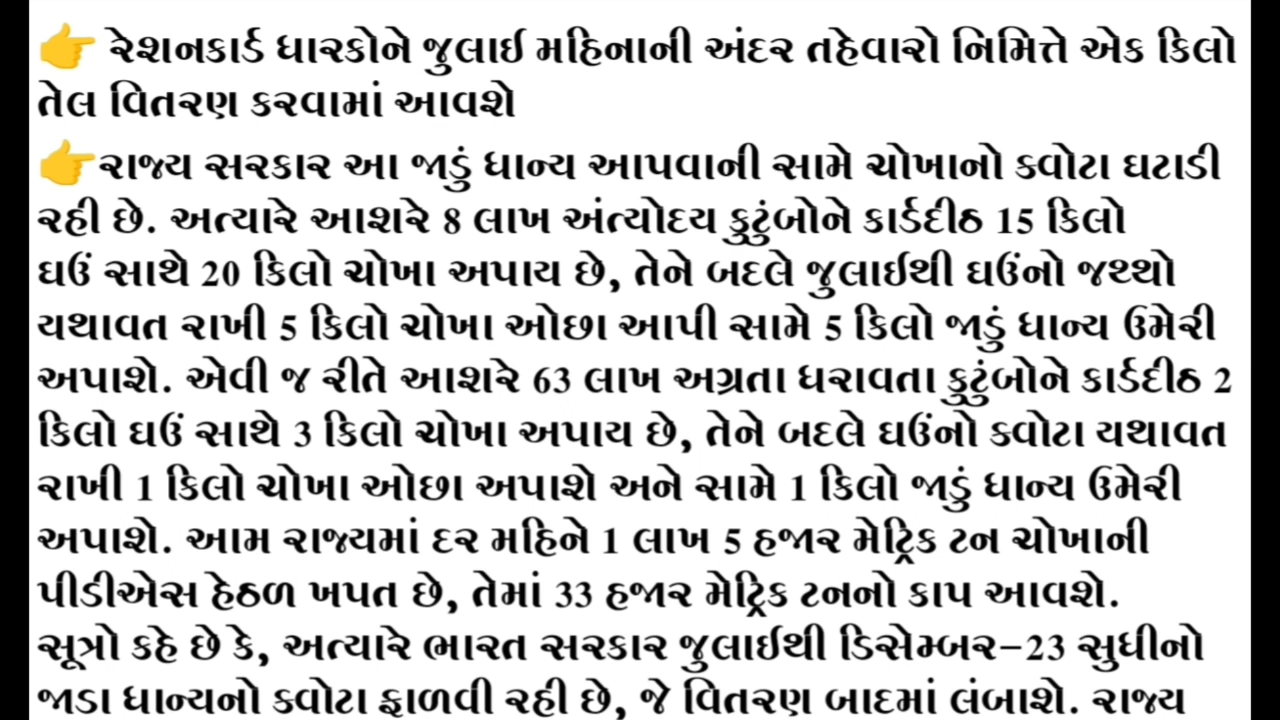 👉 રેશનકાર્ડ ધારકોને જુલાઈ મહિનાની અંદર તહેવારો નિમિત્તે એક કિલો
તેલ વિતરણ કરવામાં આવશે
👉રાજ્ય સરકાર આ જાડું ધાન્ય આપવાની સામે ચોખાનો ક્વોટા ઘટાડી
રહી છે. અત્યારે આશરે 8 લાખ અંત્યોદય કુટુંબોને કાર્ડદીઠ 15 કિલો
ઘઉં સાથે 20 કિલો ચોખા અપાય છે, તેને બદલે જુલાઈથી ઘઉંનો જથ્થો
યથાવત રાખી 5 કિલો ચોખા ઓછા આપી સામે 5 કિલો જાડું ધાન્ય ઉમેરી
અપાશે. એવી જ રીતે આશરે 63 લાખ અગ્રતા ધરાવતા કુટુંબોને કાર્ડદીઠ 2
કિલો ઘઉં સાથે 3 કિલો ચોખા અપાય છે, તેને બદલે ઘઉંનો ક્વોટા યથાવત
રાખી 1 કિલો ચોખા ઓછા અપાશે અને સામે 1 કિલો જાડું ધાન્ય ઉમેરી
અપાશે. આમ રાજ્યમાં દર મહિને 1 લાખ 5 હજાર મેટ્રિક ટન ચોખાની
પીડીએસ હેઠળ ખપત છે, તેમાં 33 હજાર મેટ્રિક ટનનો કાપ આવશે.
સૂત્રો કહે છે કે, અત્યારે ભારત સરકાર જુલાઈથી ડિસેમ્બર-23 સુધીનો
જાડા ધાન્યનો ક્વોટા ફાળવી રહી છે, જે વિતરણ બાદમાં લંબાશે. રાજ્ય